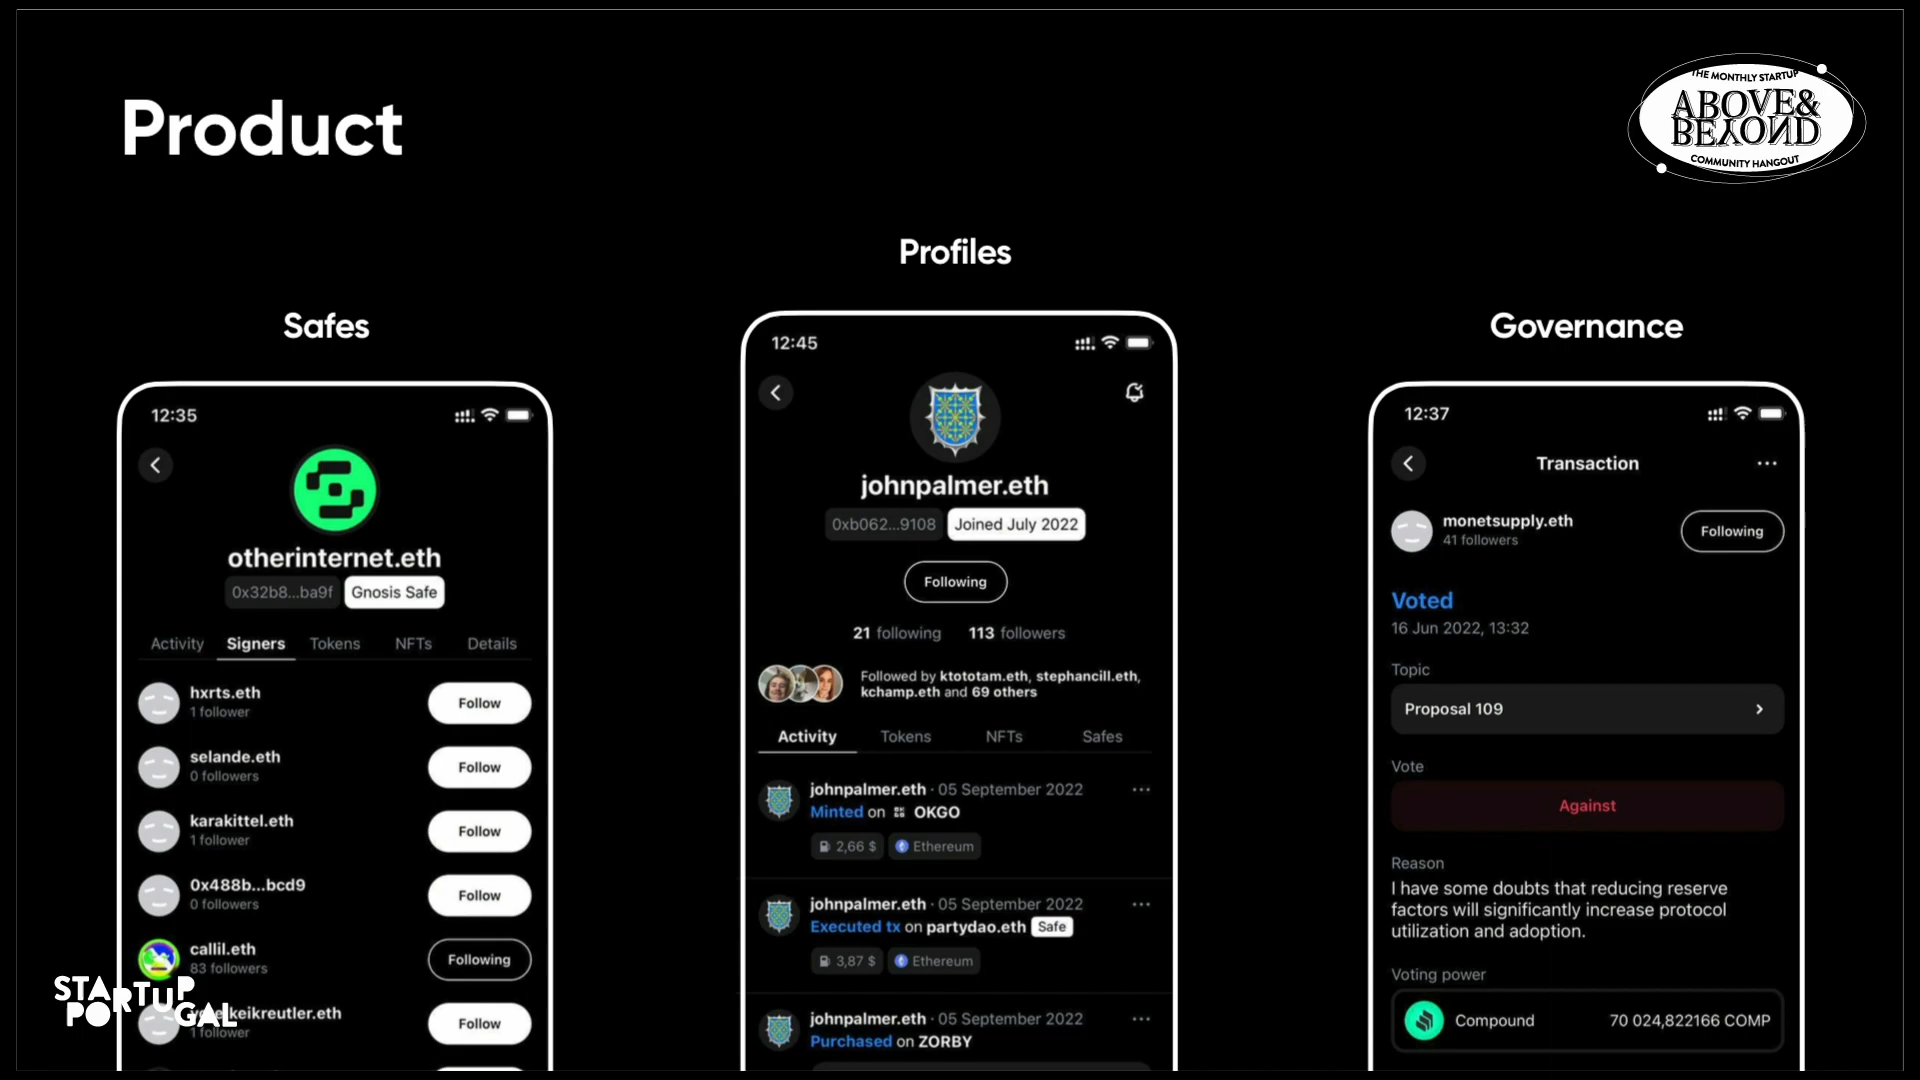 Product
THE MONTHLY STARTUP
ABOVE&
BEYOND
COMMUNITY HANGOUT
Safes
12:35
otherinternet.eth
0x32b8...ba9f Gnosis Safe
Activity Signers Tokens NFTs Details
hxrts.eth
1 follower
Follow
selande.eth
0 followers
Follow
karakittel.eth
1 follower
Follow
0x488b...bcd9
0 followers
Follow
callil.eth
83 followers
Following
keikreutler.eth
1 follower
Follow
STARTUP
PORTUGAL
Profiles
12:45
johnpalmer.eth
0xb062...9108 Joined July 2022
Following
21 following 113 followers
Followed by ktototam.eth, stephancill.eth,
kchamp.eth and 69 others
Activity Tokens NFTs Safes
johnpalmer.eth · 05 September 2022
Minted on OKGO
2,66 $ Ethereum
johnpalmer.eth · 05 September 2022
Executed tx on partydao.eth Safe
3,87 $ Ethereum
johnpalmer.eth · 05 September 2022
Purchased on ZORBY
Governance
12:37
Transaction
monetsupply.eth
41 followers
Following
Voted
16 Jun 2022, 13:32
Topic
Proposal 109
Vote
Against
Reason
I have some doubts that reducing reserve
factors will significantly increase protocol
utilization and adoption.
Voting power
Compound 70 024,822166 COMP